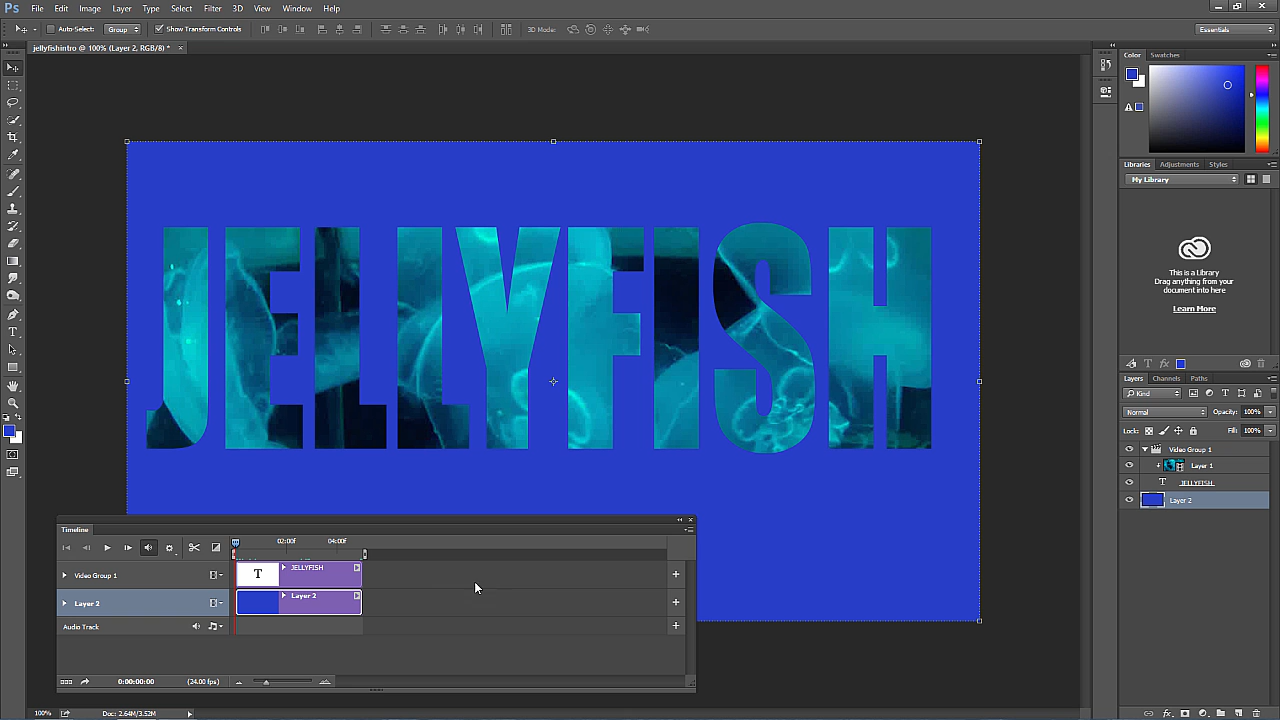 Ps File Edit Image Layer Type Select Filter 3D View Window Help
Auto-Select: Group Show Transform Controls 3D Mode: Essentials
jellyfishintro @ 100% (Layer 2, RGB/8) * ×
Color Swatches
Libraries Adjustments Styles
My Library
JELLYFISH
This is a Library
Drag anything from your
document into here
Learn More
Layers Channels Paths
Kind
Normal Opacity: 100%
Lock: Fill: 100%
Video Group 1
Layer 1
T JELLYFISH
Layer 2
Timeline
02:00f 04:00f
Video Group 1 T JELLYFISH
Layer 2 Layer 2
Audio Track
0:00:00:00 (24.00 fps)
100% Doc: 2.64M/3.52M